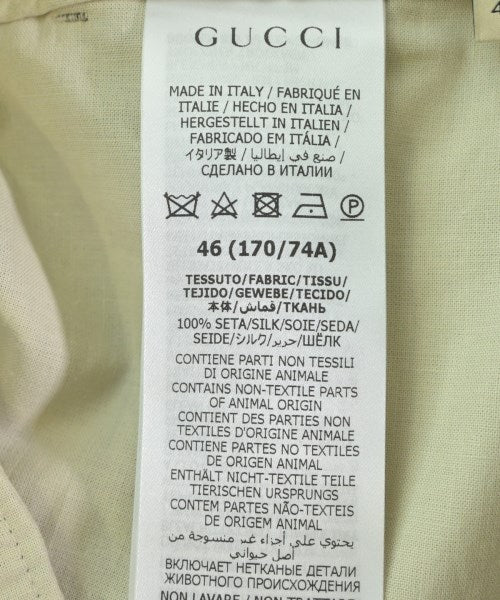 GUCCI
MADE IN ITALY / FABRIQUÉ EN
ITALIE / HECHO EN ITALIA /
HERGESTELLT IN ITALIEN /
FABRICADO EM ITÁLIA /
イタリア製 / صنع في إيطاليا /
СДЕЛАНО В ИТАЛИИ
P
46 (170/74A)
TESSUTO/FABRIC/TISSU/
TEJIDO/GEWEBE/TECIDO/
本体/قماش/ТКАНЬ
100% SETA/SILK/SOIE/SEDA/
SEIDE/シルク/حرير/ШЁЛК
CONTIENE PARTI NON TESSILI
DI ORIGINE ANIMALE
CONTAINS NON-TEXTILE PARTS
OF ANIMAL ORIGIN
CONTIENT DES PARTIES NON
TEXTILES D'ORIGINE ANIMALE
CONTIENE PARTES NO TEXTILES
DE ORIGEN ANIMAL
ENTHÄLT NICHT-TEXTILE TEILE
TIERISCHEN URSPRUNGS
CONTEM PARTES NÃO-TEXTEIS
DE ORIGEM ANIMAL
يحتوي على أجزاء غير منسوجة من
أصل حيواني
ВКЛЮЧАЕТ НЕТКАНЫЕ ДЕТАЛИ
ЖИВОТНОГО ПРОИСХОЖДЕНИЯ
NON LAVARE / NON LAVARE